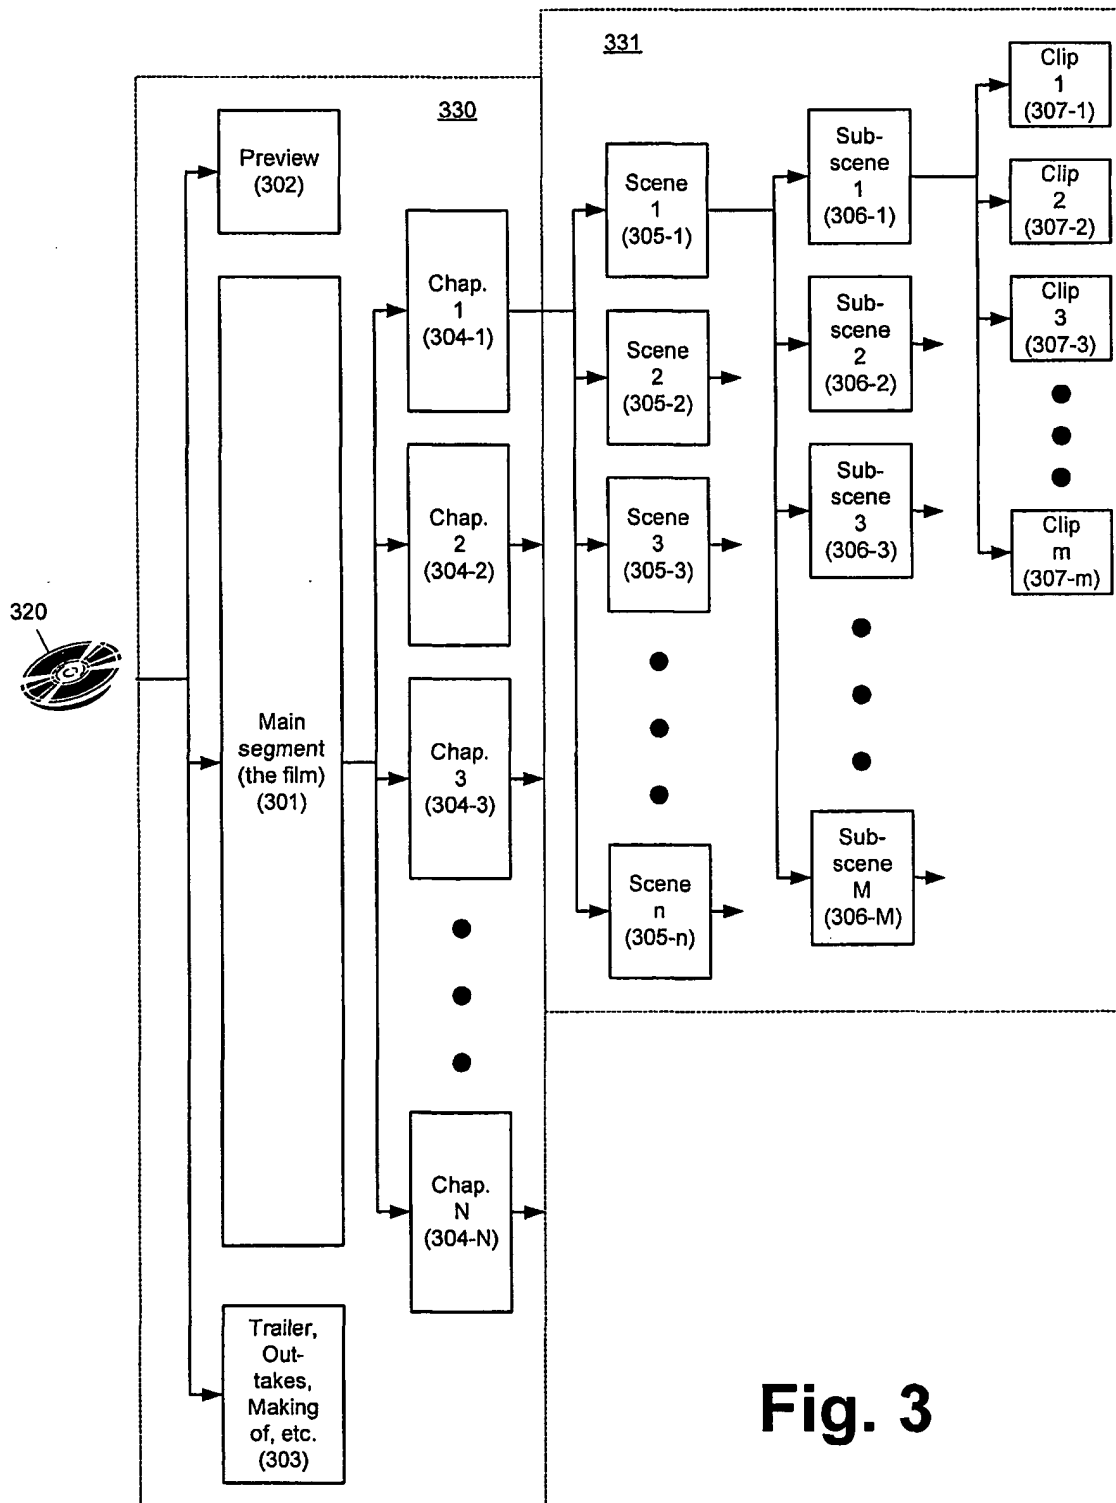 331
330
320
Preview
(302)
Main
segment
(the film)
(301)
Trailer,
Out-
takes,
Making
of, etc.
(303)
Chap.
1
(304-1)
Chap.
2
(304-2)
Chap.
3
(304-3)
Chap.
N
(304-N)
Scene
1
(305-1)
Scene
2
(305-2)
Scene
3
(305-3)
Scene
n
(305-n)
Sub-
scene
1
(306-1)
Sub-
scene
2
(306-2)
Sub-
scene
3
(306-3)
Sub-
scene
M
(306-M)
Clip
1
(307-1)
Clip
2
(307-2)
Clip
3
(307-3)
Clip
m
(307-m)
Fig. 3